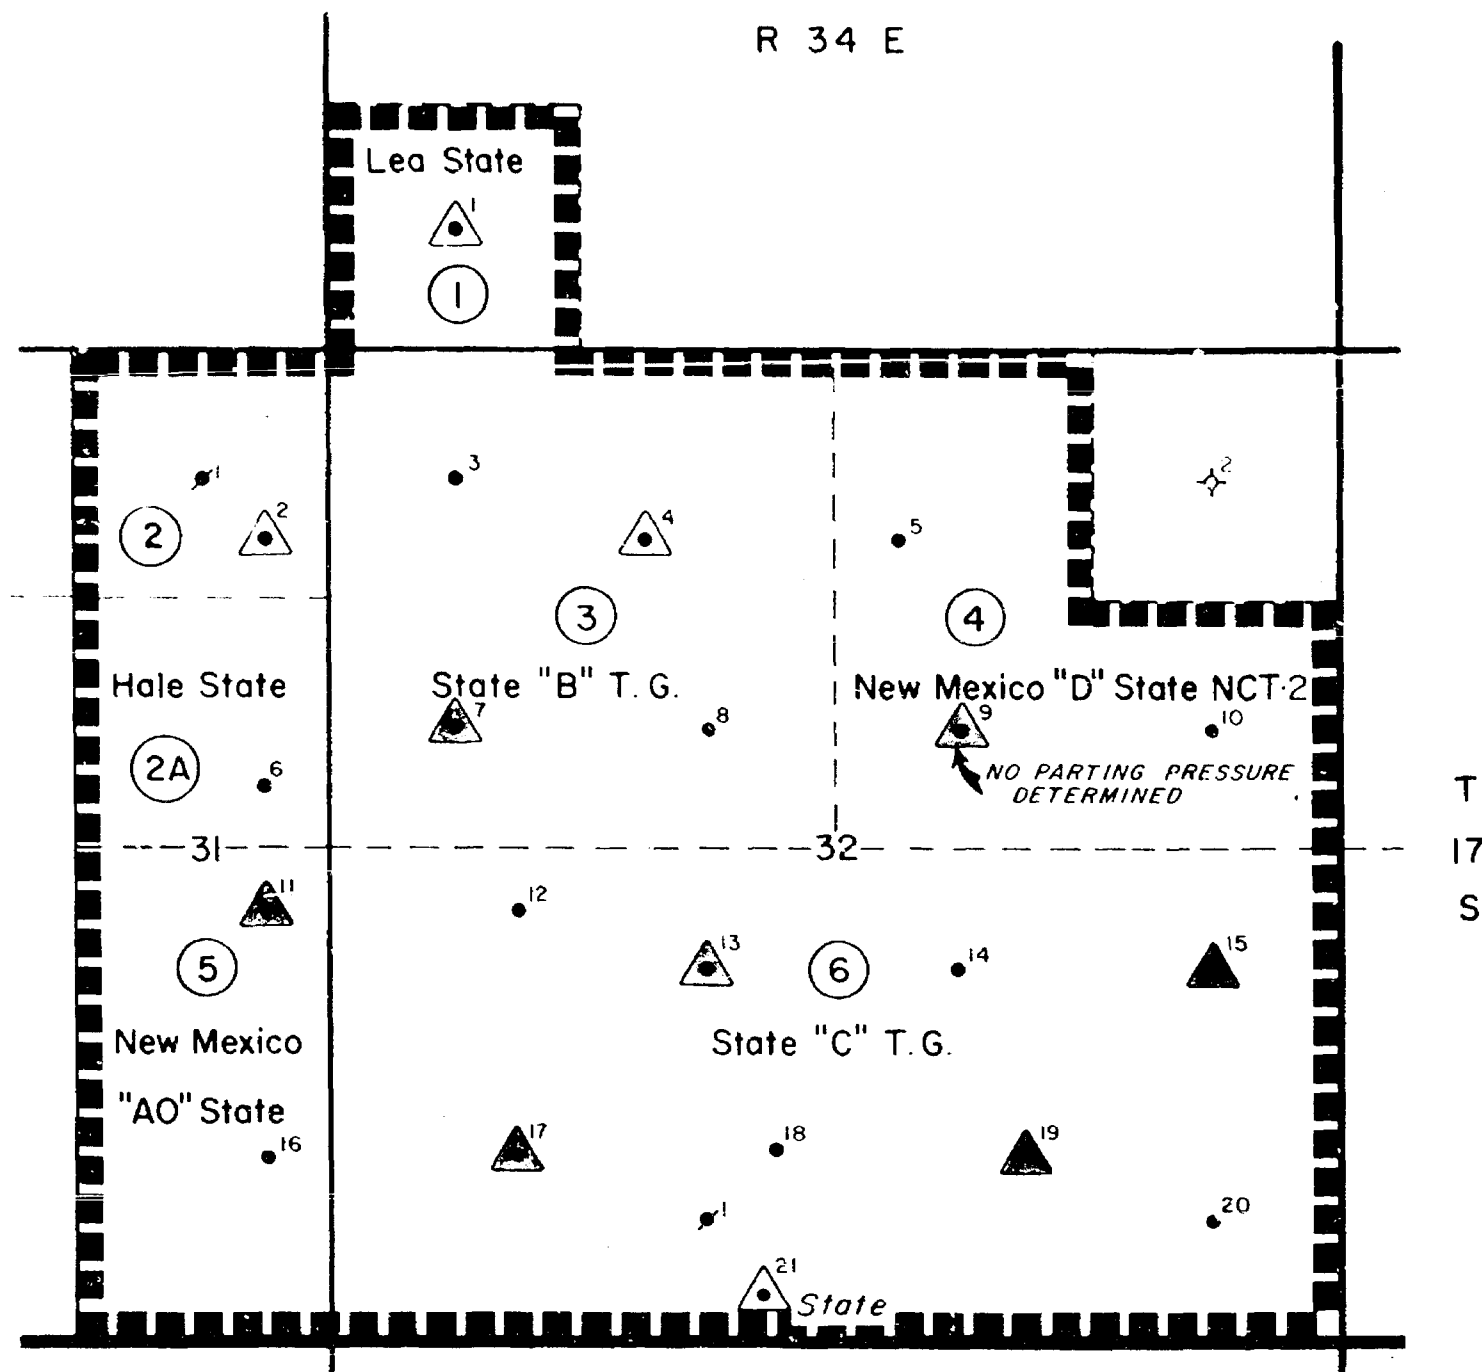 R 34 E
Lea State
1
1
1
3
2
2
2
4
5
3
4
Hale State
State "B" T. G.
New Mexico "D" State NCT-2
7
8
9
10
2A
6
NO PARTING PRESSURE
DETERMINED
T
31
32
17
11
12
S
5
13
6
14
15
New Mexico
State "C" T. G.
"AO" State
16
17
18
19
1
20
21
State